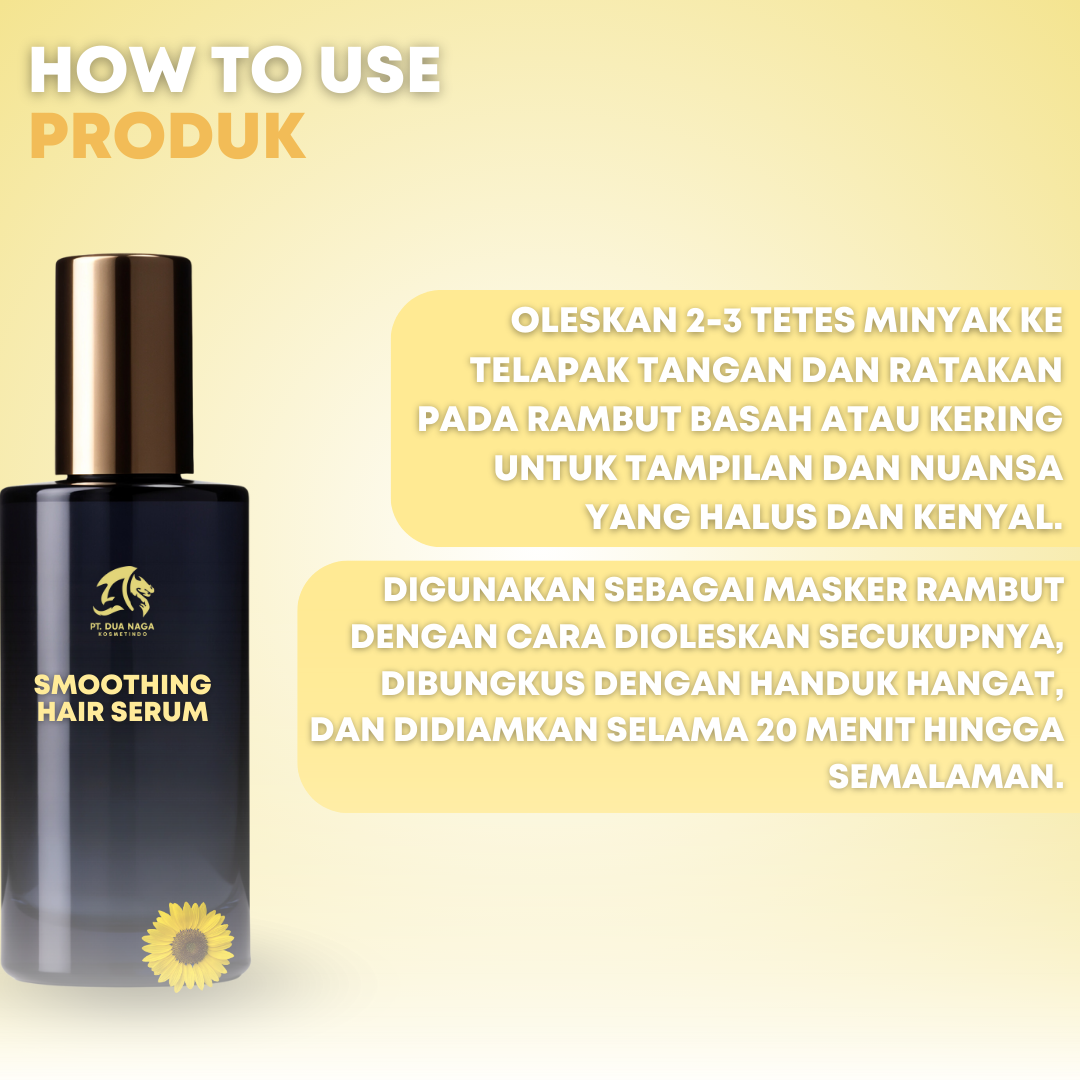 HOW TO USE
PRODUK
OLESKAN 2-3 TETES MINYAK KE
TELAPAK TANGAN DAN RATAKAN
PADA RAMBUT BASAH ATAU KERING
UNTUK TAMPILAN DAN NUANSA
YANG HALUS DAN KENYAL.
DIGUNAKAN SEBAGAI MASKER RAMBUT
DENGAN CARA DIOLESKAN SECUKUPNYA,
DIBUNGKUS DENGAN HANDUK HANGAT,
DAN DIDIAMKAN SELAMA 20 MENIT HINGGA
SEMALAMAN.
PT. DUA NAGA
KOSMETINDO
SMOOTHING
HAIR SERUM